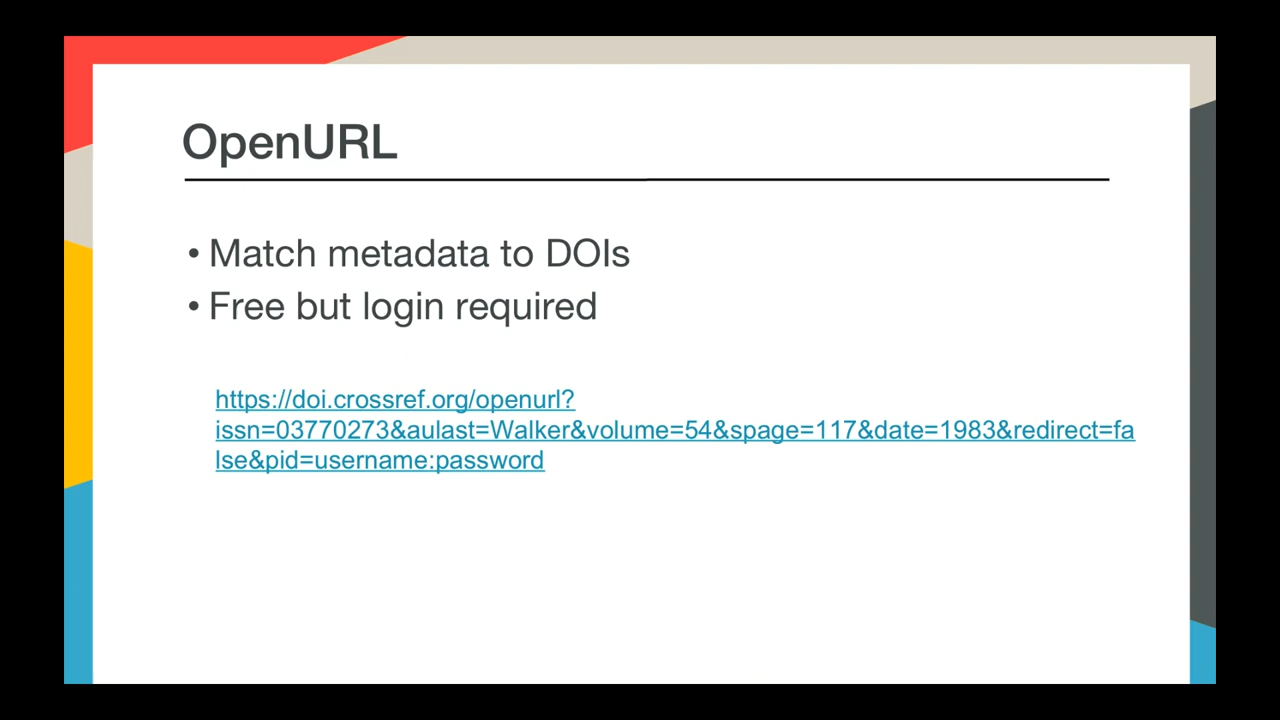 OpenURL
• Match metadata to DOIs
• Free but login required
https://doi.crossref.org/openurl?
issn=03770273&aulast=Walker&volume=54&spage=117&date=1983&redirect=fa
lse&pid=username:password